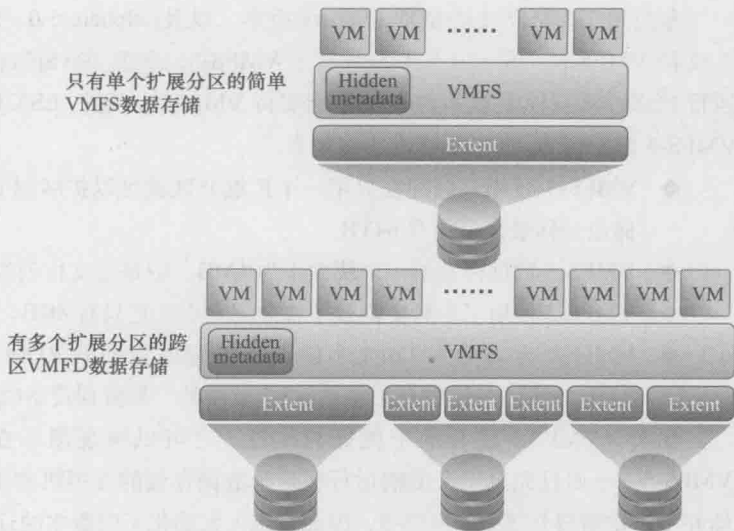 VM VM ...... VM VM
只有单个扩展分区的简单
VMFS数据存储
Hidden
metadata
VMFS
Extent
VM VM VM VM ...... VM VM VM
有多个扩展分区的跨
区VMFD数据存储
Hidden
metadata
VMFS
Extent Extent Extent Extent Extent Extent